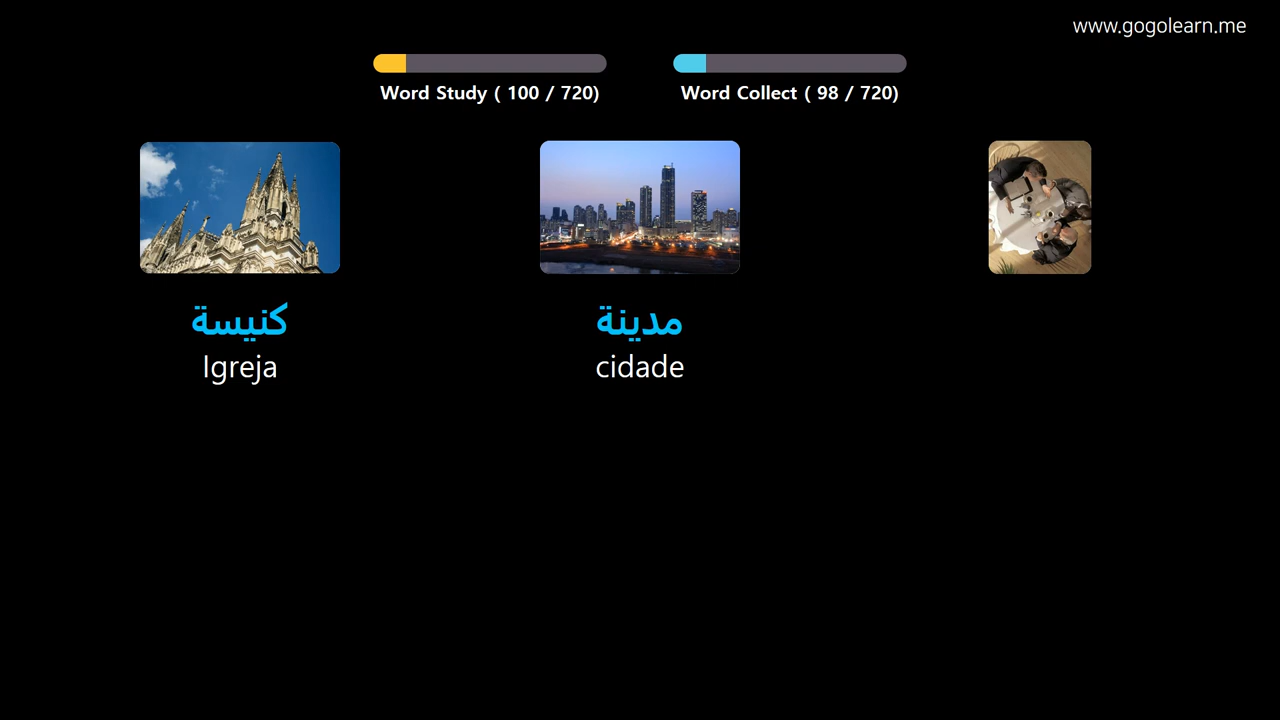 www.gogolearn.me
Word Study ( 100 / 720)
Word Collect ( 98 / 720)
كنيسة
Igreja
مدينة
cidade